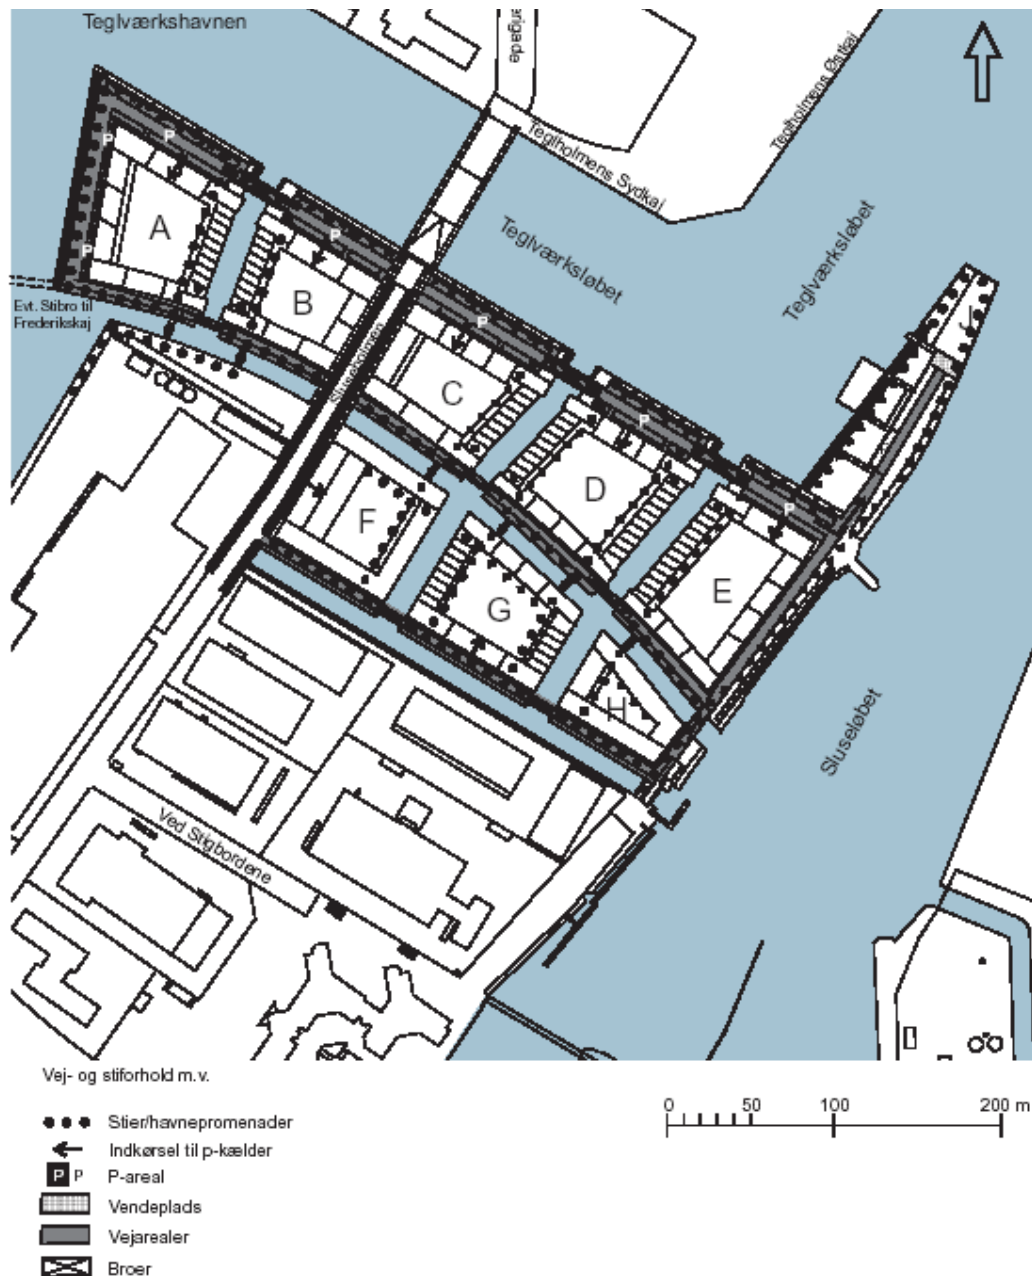 Teglværkshavnen
Teglholmens Sydkaj
Teglholmens Østkaj
Teglværksløbet
Teglværksløbet
P
P
P
A
B
P
J
Evt. Stibro til
Frederikskaj
Sluseholmen
P
C
P
D
P
F
E
G
H
Sluseløbet
Ved Stigbordene
Vej- og stiforhold m.v.
Stier/havnepromenader
Indkørsel til p-kælder
P P P-areal
Vendeplads
Vejarealer
Broer
0 50 100 200 m